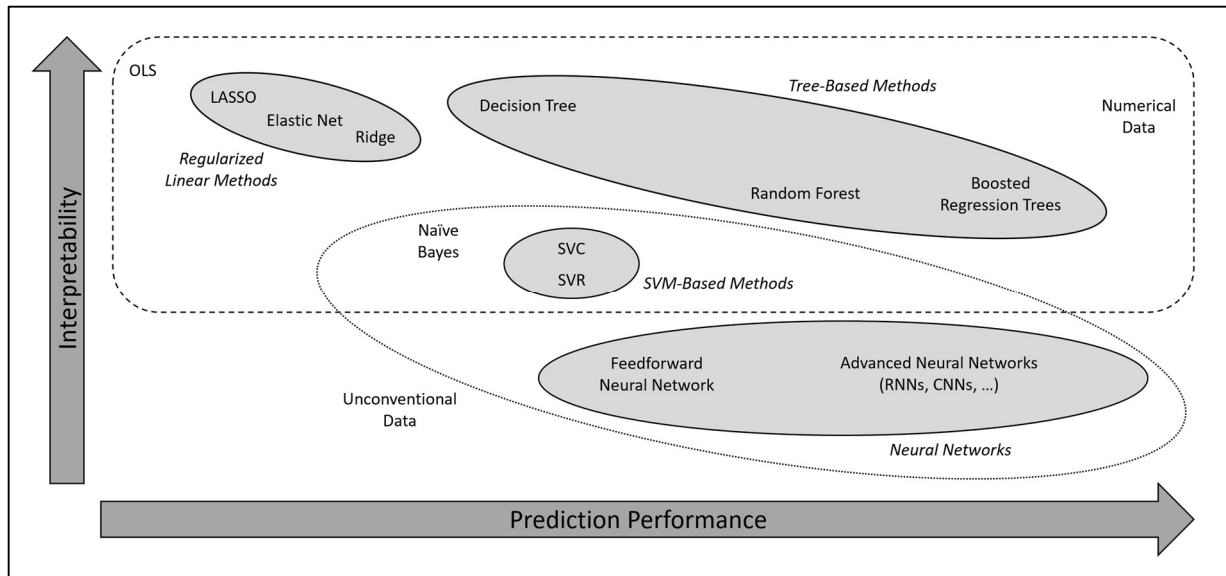 OLS
LASSO
Elastic Net
Ridge
Regularized
Linear Methods
Decision Tree
Tree-Based Methods
Numerical
Data
Random Forest
Boosted
Regression Trees
Naïve
Bayes
SVC
SVR
SVM-Based Methods
Feedforward
Neural Network
Advanced Neural Networks
(RNNs, CNNs, ...)
Unconventional
Data
Neural Networks
Interpretability
Prediction Performance